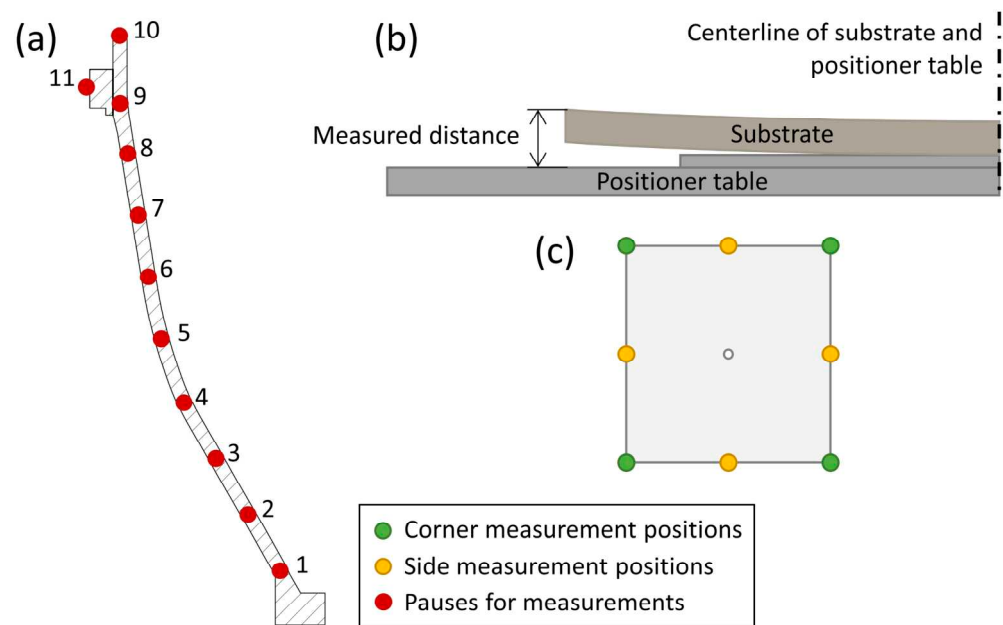 (a)
10
11
9
8
7
6
5
4
3
2
1
(b)
Centerline of substrate and
positioner table
Measured distance
Substrate
Positioner table
(c)
Corner measurement positions
Side measurement positions
Pauses for measurements